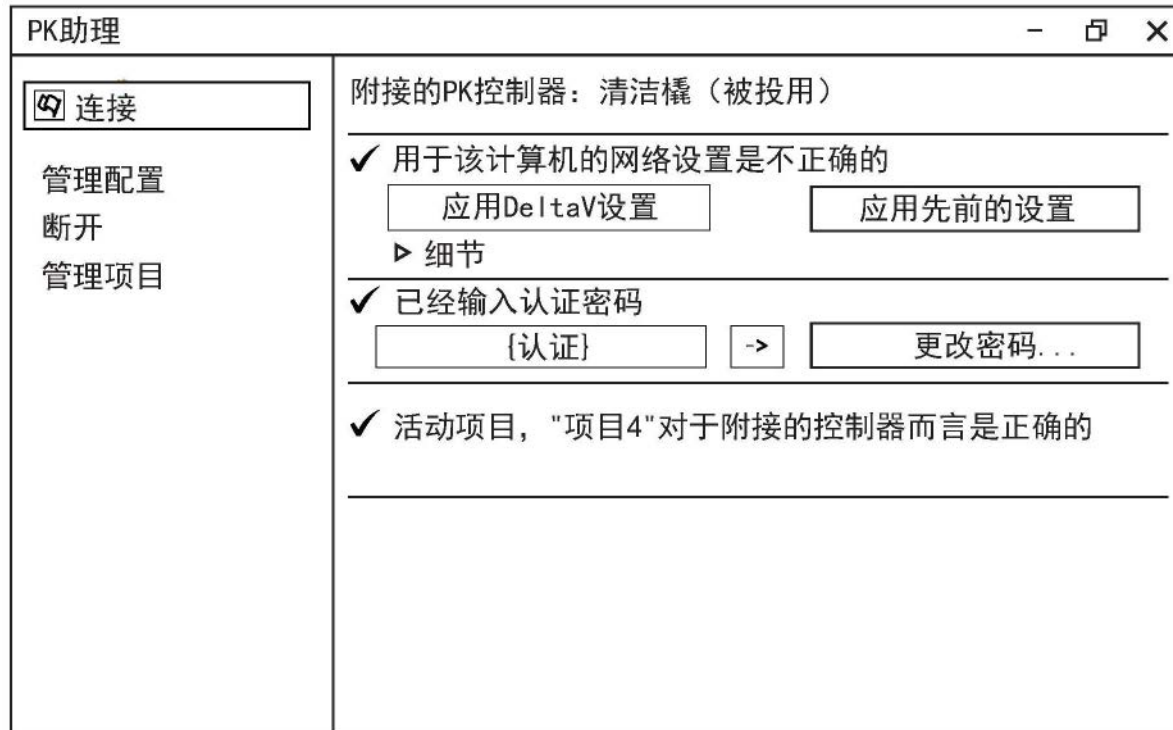 PK助理
连接
管理配置
断开
管理项目
附接的PK控制器：清洁橇（被投用）
✓ 用于该计算机的网络设置是不正确的
应用DeltaV设置
应用先前的设置
细节
✓ 已经输入认证密码
{认证}
->
更改密码...
✓ 活动项目，"项目4"对于附接的控制器而言是正确的